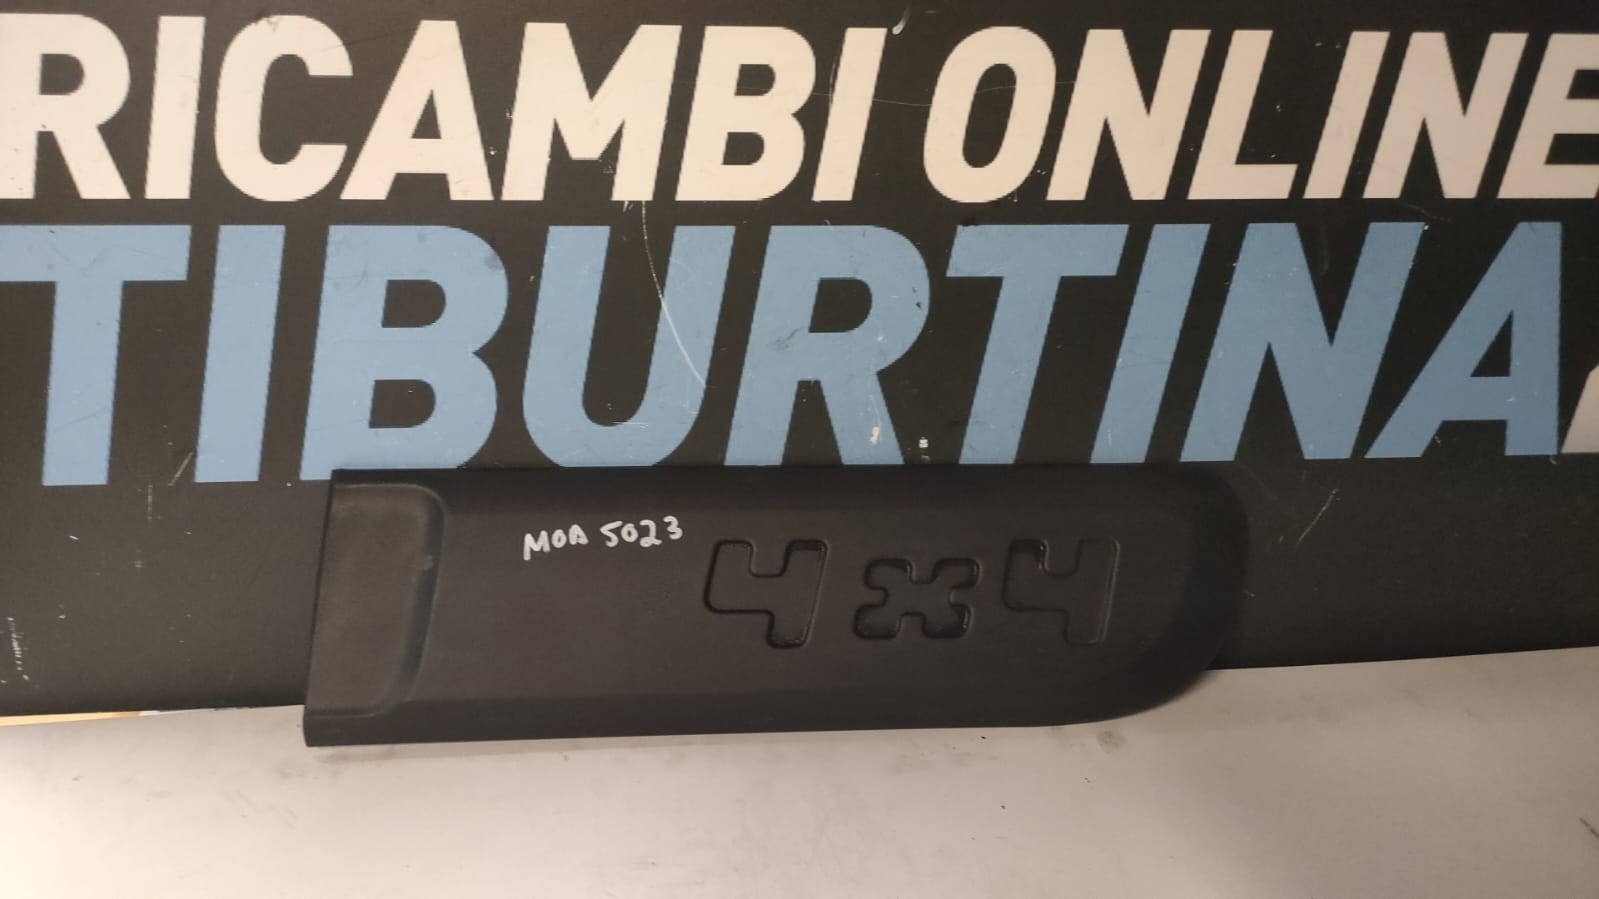 RICAMBI ONLINE
TIBURTINA
MOA 5023
4x4